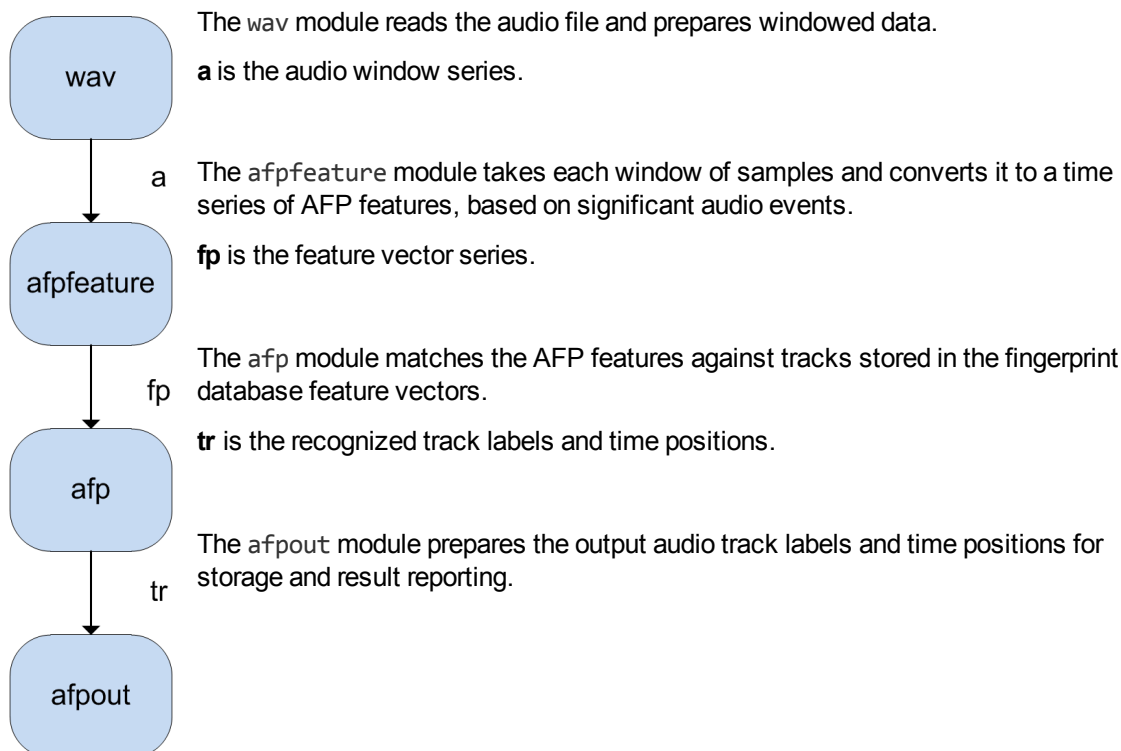 The wav module reads the audio file and prepares windowed data.
wav
a is the audio window series.
a
The afpfeature module takes each window of samples and converts it to a time
series of AFP features, based on significant audio events.
fp is the feature vector series.
afpfeature
The afp module matches the AFP features against tracks stored in the fingerprint
fp
database feature vectors.
tr is the recognized track labels and time positions.
afp
The afpout module prepares the output audio track labels and time positions for
storage and result reporting.
tr
afpout